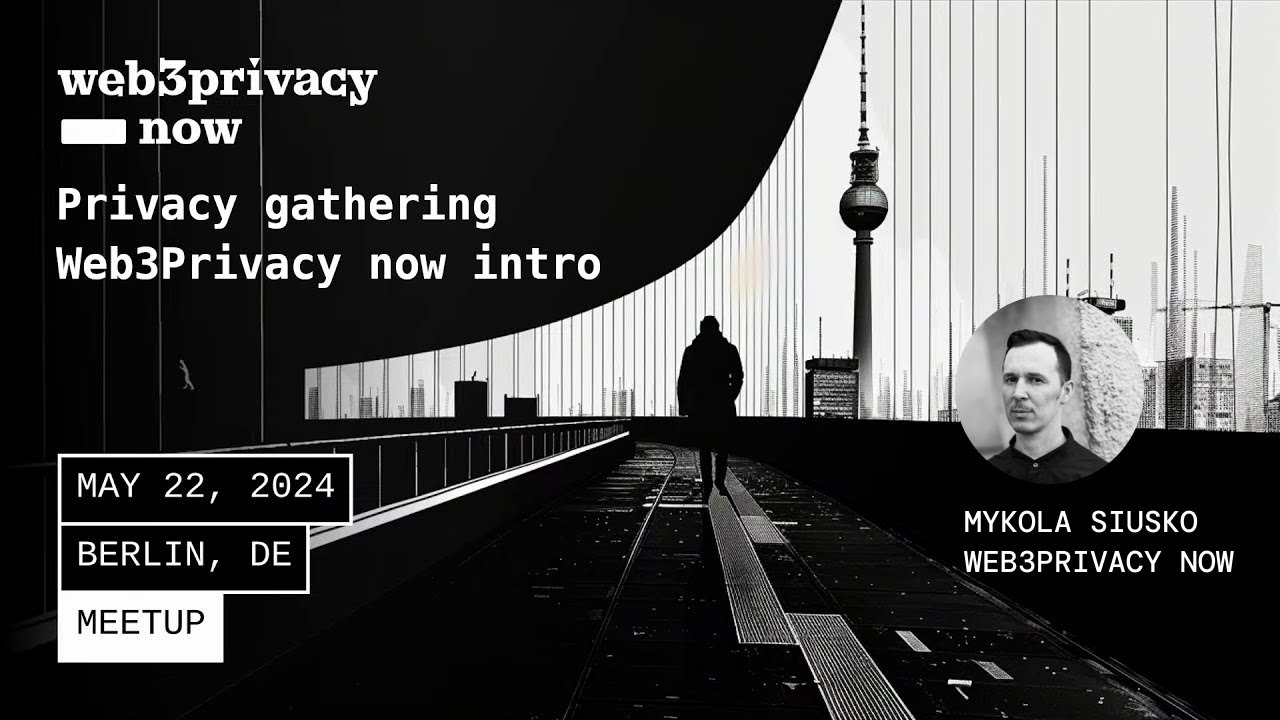 web3privacy
now
Privacy gathering
Web3Privacy now intro
MAY 22, 2024
BERLIN, DE
MEETUP
MYKOLA SIUSKO
WEB3PRIVACY NOW